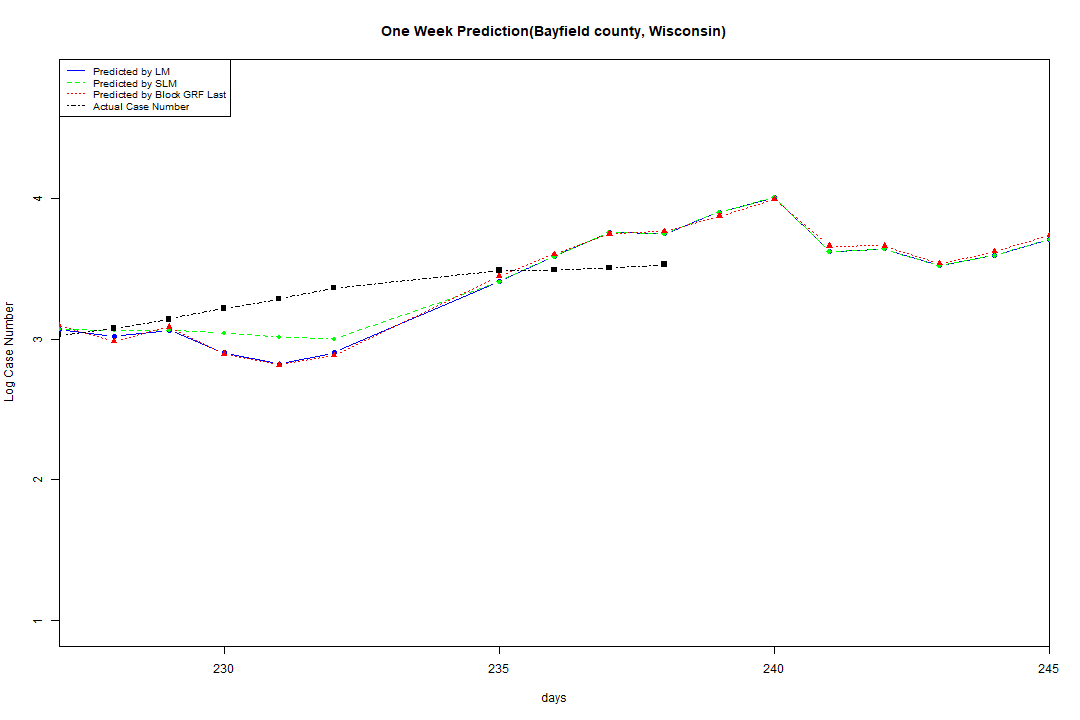 One Week Prediction(Bayfield county, Wisconsin)
Predicted by LM
Predicted by SLM
Predicted by Block GRF Last
Actual Case Number
4
3
2
1
Log Case Number
230 235 240 245
days